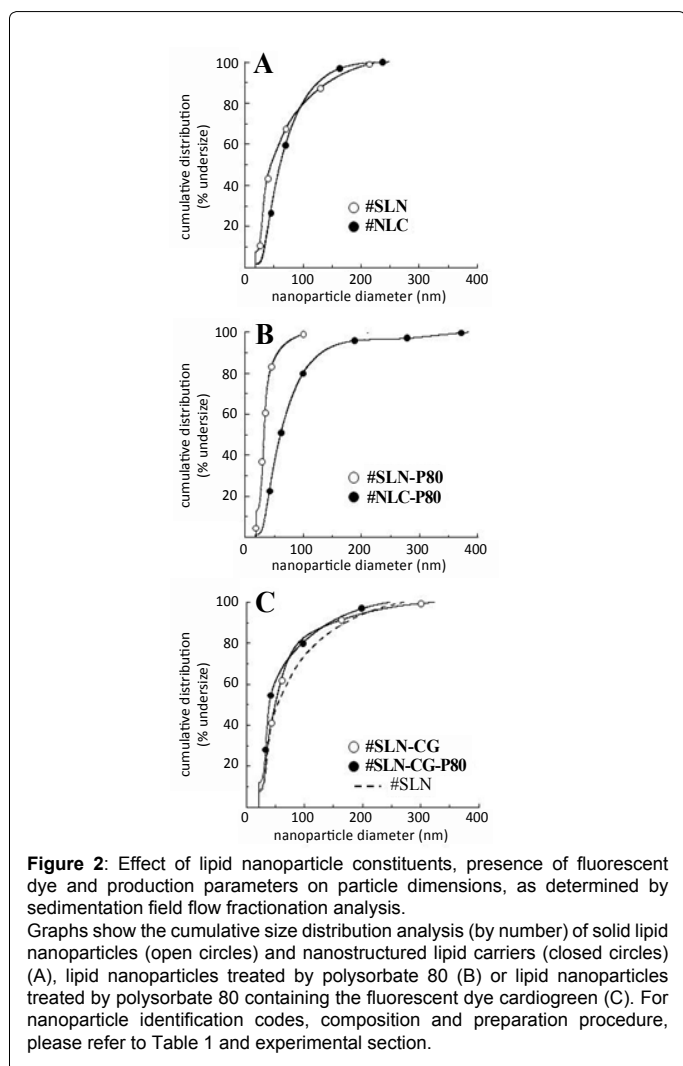 A
cumulative distribution
(% undersize)
100
80
60
40
20
#SLN
#NLC
0 100 200 300 400
nanoparticle diameter (nm)
B
cumulative distribution
(% undersize)
100
80
60
40
20
#SLN-P80
#NLC-P80
0 100 200 300 400
nanoparticle diameter (nm)
C
cumulative distribution
(% undersize)
100
80
60
40
20
#SLN-CG
#SLN-CG-P80
#SLN
0 100 200 300 400
nanoparticle diameter (nm)
Figure 2: Effect of lipid nanoparticle constituents, presence of fluorescent
dye and production parameters on particle dimensions, as determined by
sedimentation field flow fractionation analysis.
Graphs show the cumulative size distribution analysis (by number) of solid lipid
nanoparticles (open circles) and nanostructured lipid carriers (closed circles)
(A), lipid nanoparticles treated by polysorbate 80 (B) or lipid nanoparticles
treated by polysorbate 80 containing the fluorescent dye cardiogreen (C). For
nanoparticle identification codes, composition and preparation procedure,
please refer to Table 1 and experimental section.